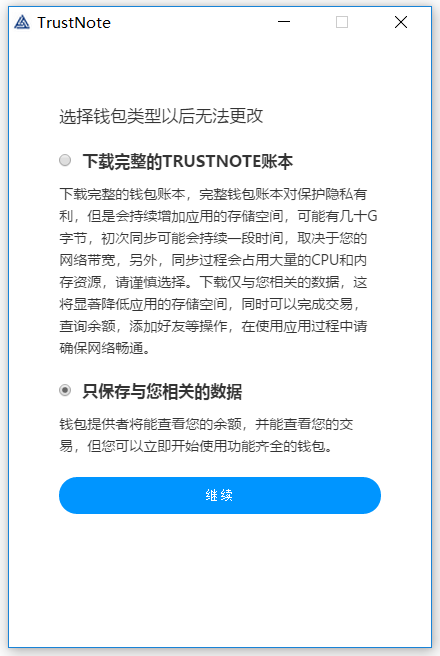 TrustNote
选择钱包类型以后无法更改
下载完整的TRUSTNOTE账本
下载完整的钱包账本，完整钱包账本对保护隐私有
利，但是会持续增加应用的存储空间，可能有几十G
字节，初次同步可能会持续一段时间，取决于您的
网络带宽，另外，同步过程会占用大量的CPU和内
存资源，请谨慎选择。下载仅与您相关的数据，这
将显著降低应用的存储空间，同时可以完成交易，
查询余额，添加好友等操作，在使用应用过程中请
确保网络畅通。
只保存与您相关的数据
钱包提供者将能查看您的余额，并能查看您的交
易，但您可以立即开始使用功能齐全的钱包。
继续